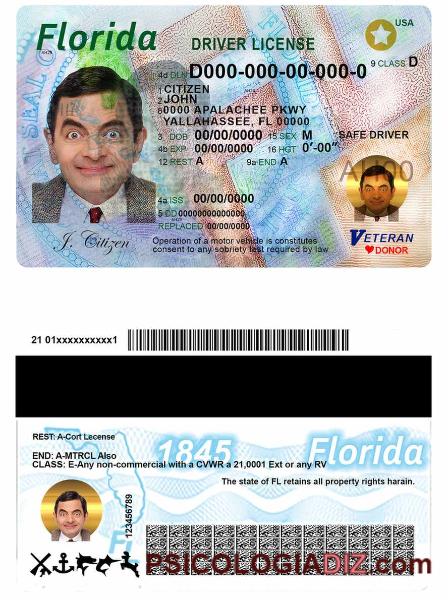 Florida
DRIVER LICENSE
USA
9 CLASS D
4d DLN D000-000-00-000-0
1 CITIZEN
2 JOHN
80000 APALACHEE PKWY
YALLAHASSEE, FL 00000
3 DOB 00/00/0000 15 SEX M
SAFE DRIVER
4b EXP 00/00/0000 16 HGT 0'-00"
12 REST A 9a END A
4a ISS 00/00/0000
5 DD 00000000000000
REPLACED 00/00/0000
J. Citizen
Operation of a motor vehicle is constitutes
consent to any sobriety test required by law
VETERAN
DONOR
21 01xxxxxxxxxx1
REST: A-Cort Lecense
END: A-MTRCL Also
CLASS: E-Any non-commercial with a CVWR a 21,0001 Ext or any RV
1845
Florida
The state of FL retains all property rights harain.
123456789
Fl
PSICOLOGIADIZ.com